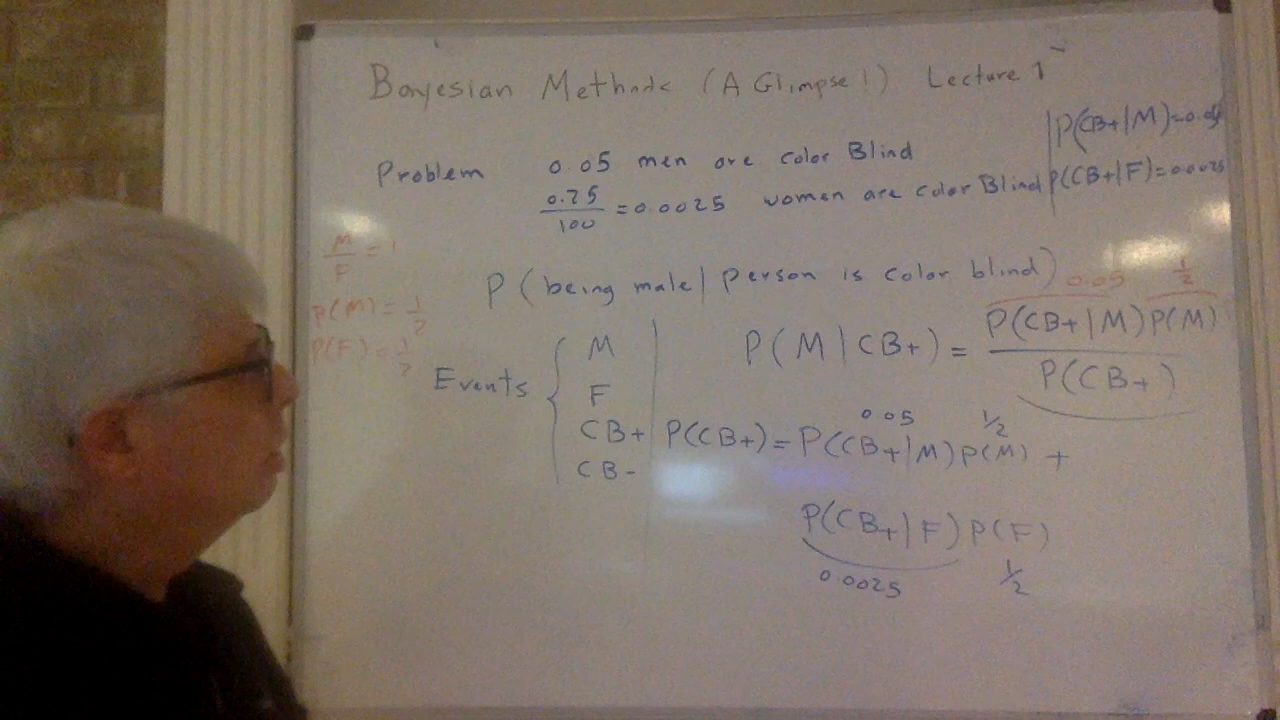 Bayesian Methods (A Glimpse!) Lecture 1
P(CB+|M)=0.05
Problem 0.05 men are color Blind
0.25
100
=0.0025 women are color Blind
P(CB+|F)=0.0025
M
F
= 1
P(M)= 1/2
P(F)= 1/2
P(being male| person is color blind)
Events
M
F
CB+
CB-
0.05 1/2
P(M|CB+) = P(CB+|M)P(M)
P(CB+)
0.05 1/2
P(CB+)= P(CB+|M)P(M) +
P(CB+|F)P(F)
0.0025 1/2